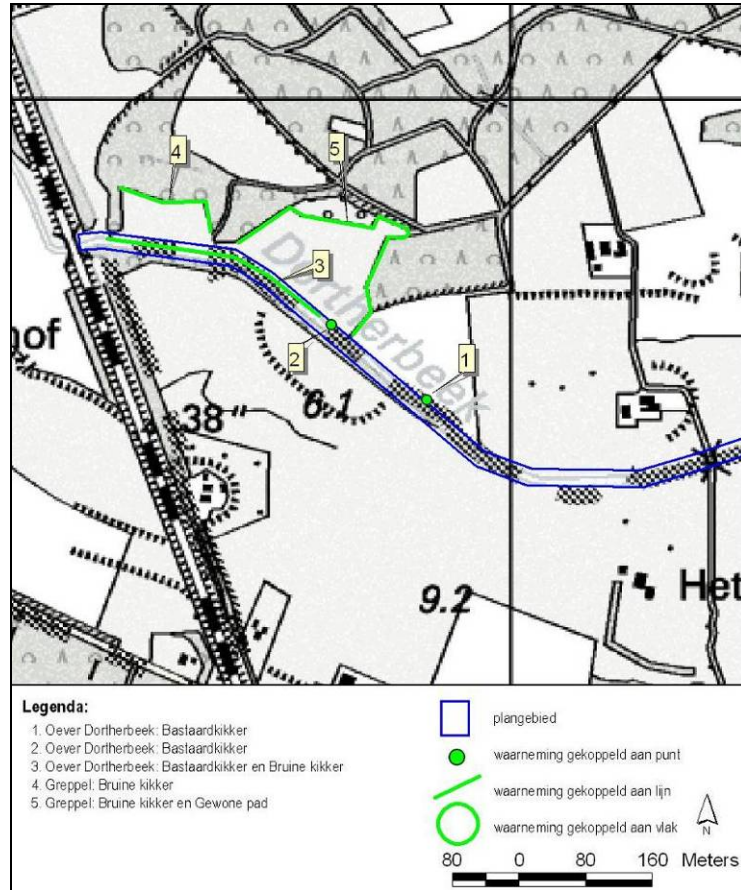 4
5
Dortherbeek
3
hof
2
1
6.1
38
9.2
Het
Legenda:
1. Oever Dortherbeek: Bastaardkikker
2. Oever Dortherbeek: Bastaardkikker
3. Oever Dortherbeek: Bastaardkikker en Bruine kikker
4. Greppel: Bruine kikker
5. Greppel: Bruine kikker en Gewone pad
plangebied
waarneming gekoppeld aan punt
waarneming gekoppeld aan lijn
waarneming gekoppeld aan vlak
N
80 0 80 160 Meters